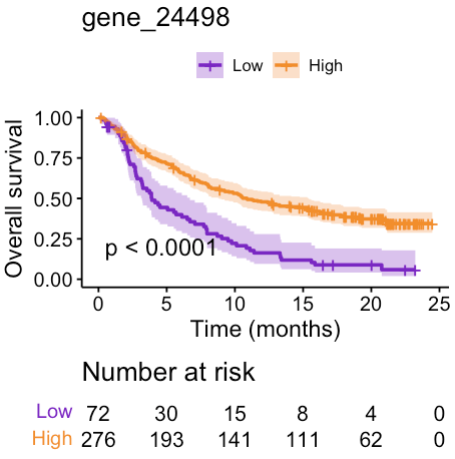 gene_24498
Low High
Overall survival
1.00
0.75
0.50
0.25
0.00
p < 0.0001
0 5 10 15 20 25
Time (months)
Number at risk
Low 72 30 15 8 4 0
High 276 193 141 111 62 0